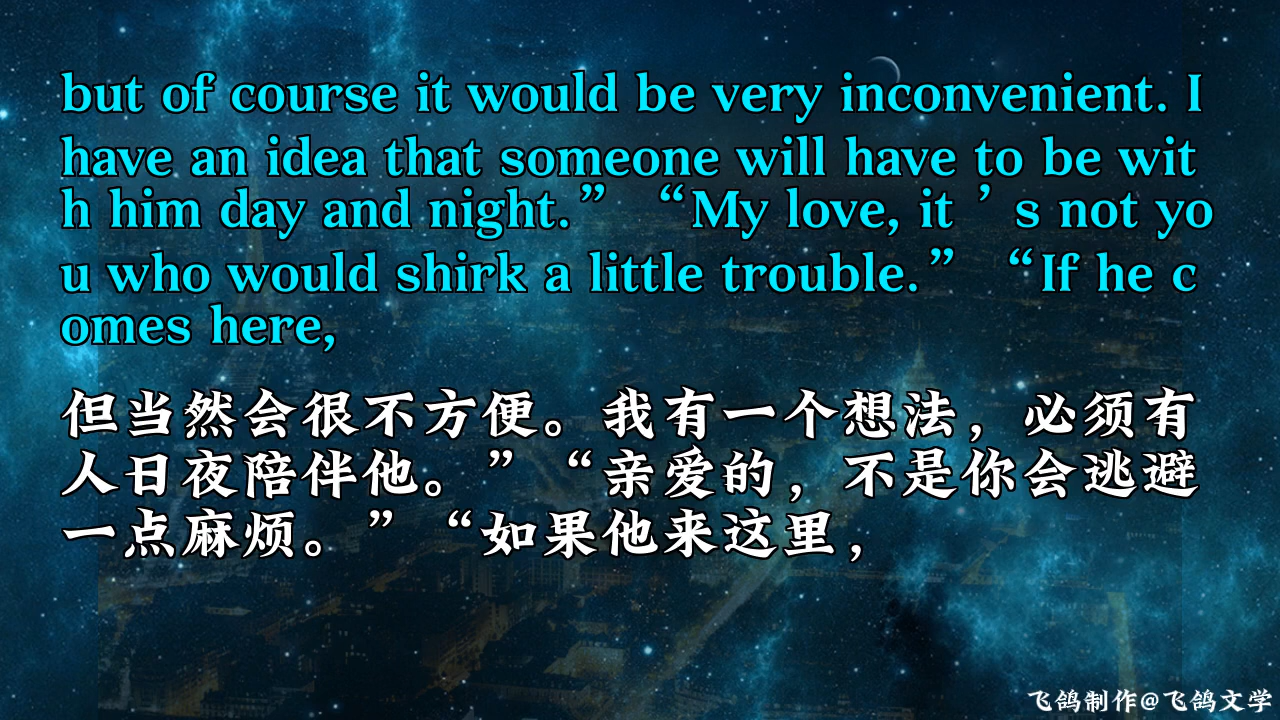 but of course it would be very inconvenient. I
have an idea that someone will have to be wit
h him day and night.” “My love, it ’ s not yo
u who would shirk a little trouble.” “If he c
omes here,
但当然会很不方便。我有一个想法，必须有
人日夜陪伴他。”“亲爱的，不是你会逃避
一点麻烦。”“如果他来这里，
飞鸽制作@飞鸽文学